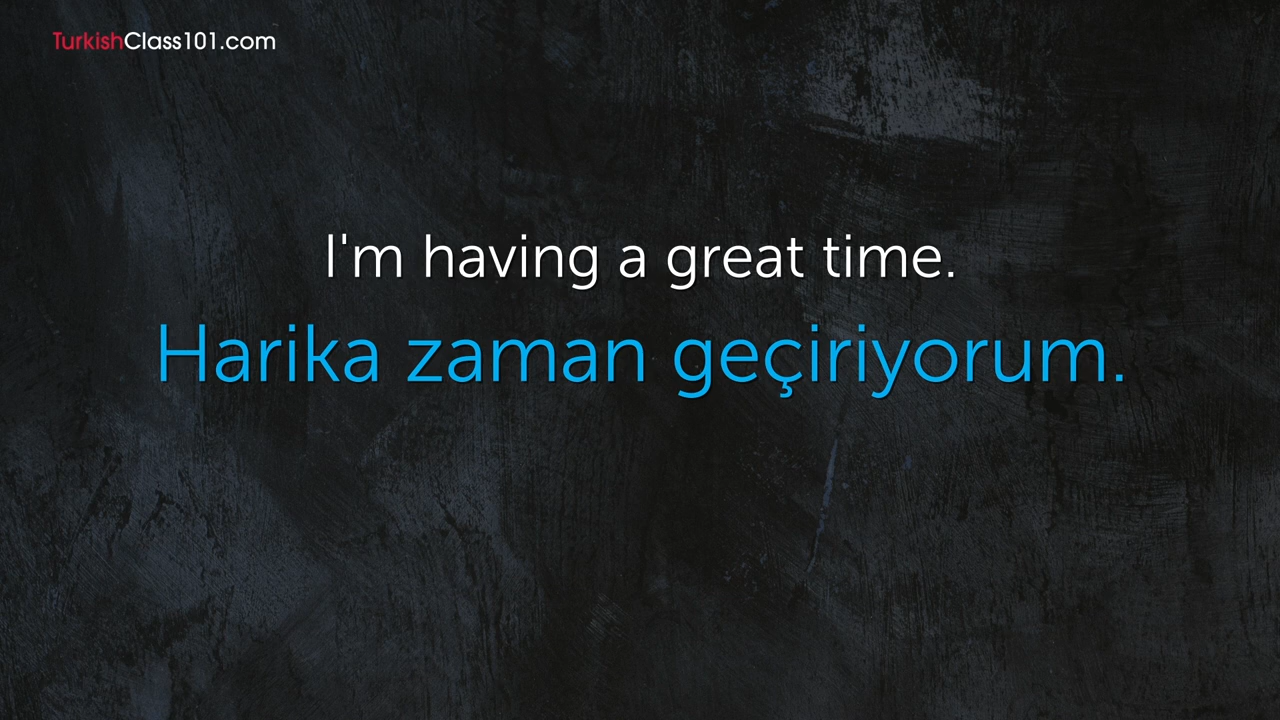 TurkishClass101.com
I'm having a great time.
Harika zaman geçiriyorum.